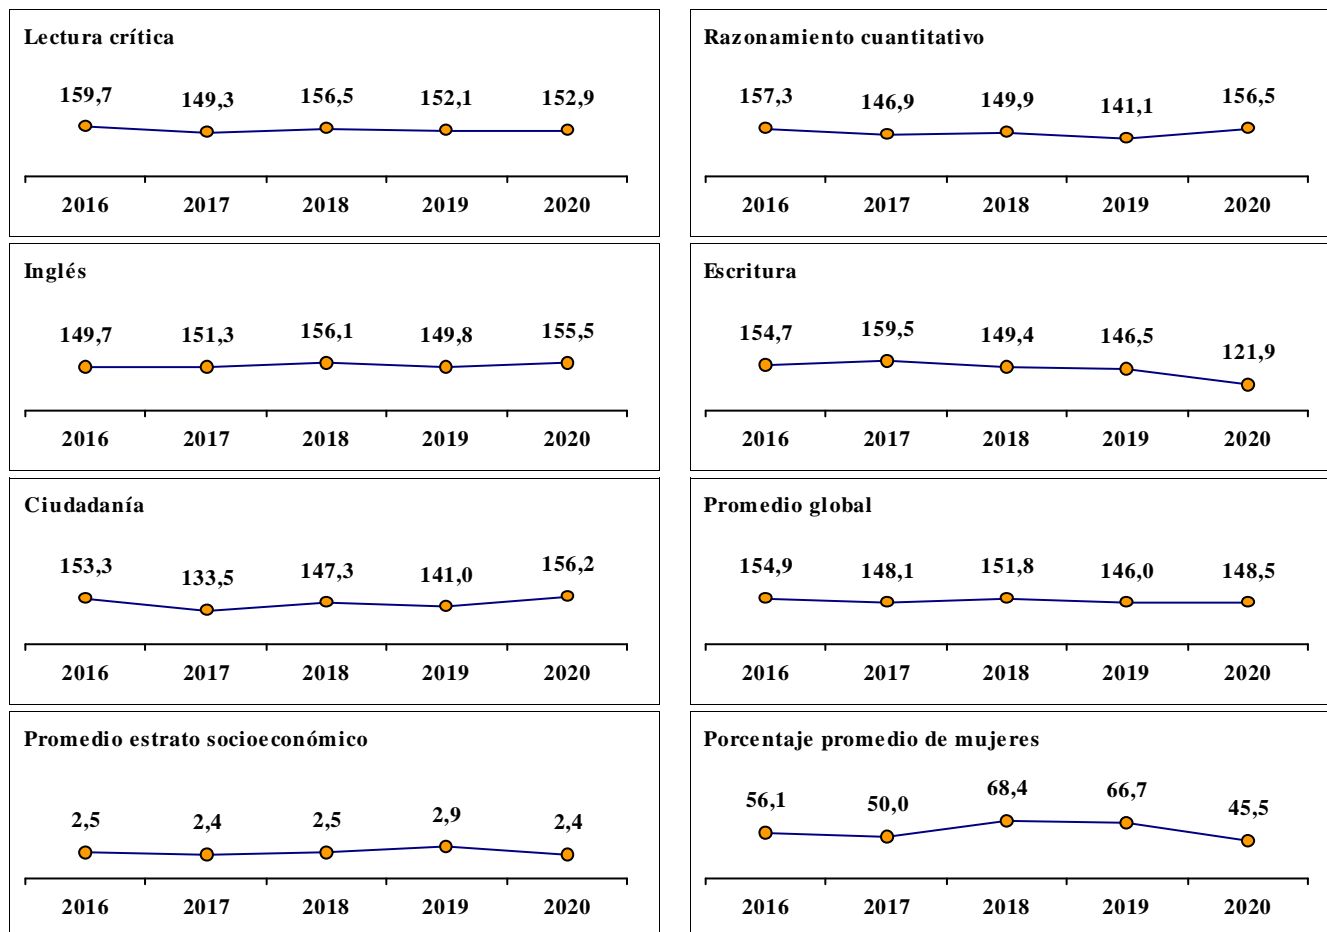 Lectura crítica
159,7 149,3 156,5 152,1 152,9
2016 2017 2018 2019 2020
Razonamiento cuantitativo
157,3 146,9 149,9 141,1 156,5
2016 2017 2018 2019 2020
Inglés
149,7 151,3 156,1 149,8 155,5
2016 2017 2018 2019 2020
Escritura
154,7 159,5 149,4 146,5 121,9
2016 2017 2018 2019 2020
Ciudadanía
153,3 133,5 147,3 141,0 156,2
2016 2017 2018 2019 2020
Promedio global
154,9 148,1 151,8 146,0 148,5
2016 2017 2018 2019 2020
Promedio estrato socioeconómico
2,5 2,4 2,5 2,9 2,4
2016 2017 2018 2019 2020
Porcentaje promedio de mujeres
56,1 50,0 68,4 66,7 45,5
2016 2017 2018 2019 2020